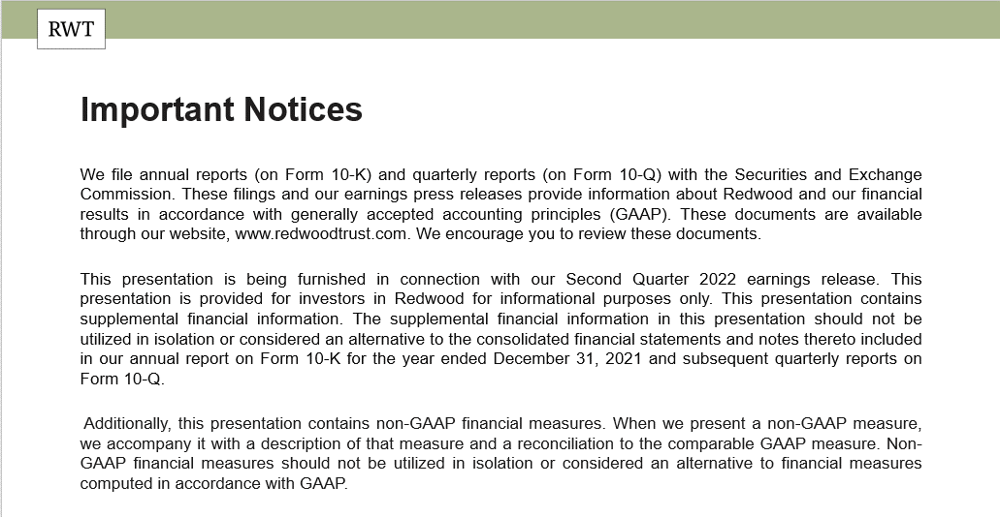 RWT
Important Notices
We file annual reports (on Form 10-K) and quarterly reports (on Form 10-Q) with the Securities and Exchange
Commission. These filings and our earnings press releases provide information about Redwood and our financial
results in accordance with generally accepted accounting principles (GAAP). These documents are available
through our website, www.redwoodtrust.com. We encourage you to review these documents.
This presentation is being furnished in connection with our Second Quarter 2022 earnings release. This
presentation is provided for investors in Redwood for informational purposes only. This presentation contains
supplemental financial information. The supplemental financial information in this presentation should not be
utilized in isolation or considered an alternative to the consolidated financial statements and notes thereto included
in our annual report on Form 10-K for the year ended December 31, 2021 and subsequent quarterly reports on
Form 10-Q.
Additionally, this presentation contains non-GAAP financial measures. When we present a non-GAAP measure,
we accompany it with a description of that measure and a reconciliation to the comparable GAAP measure. Non-
GAAP financial measures should not be utilized in isolation or considered an alternative to financial measures
computed in accordance with GAAP.